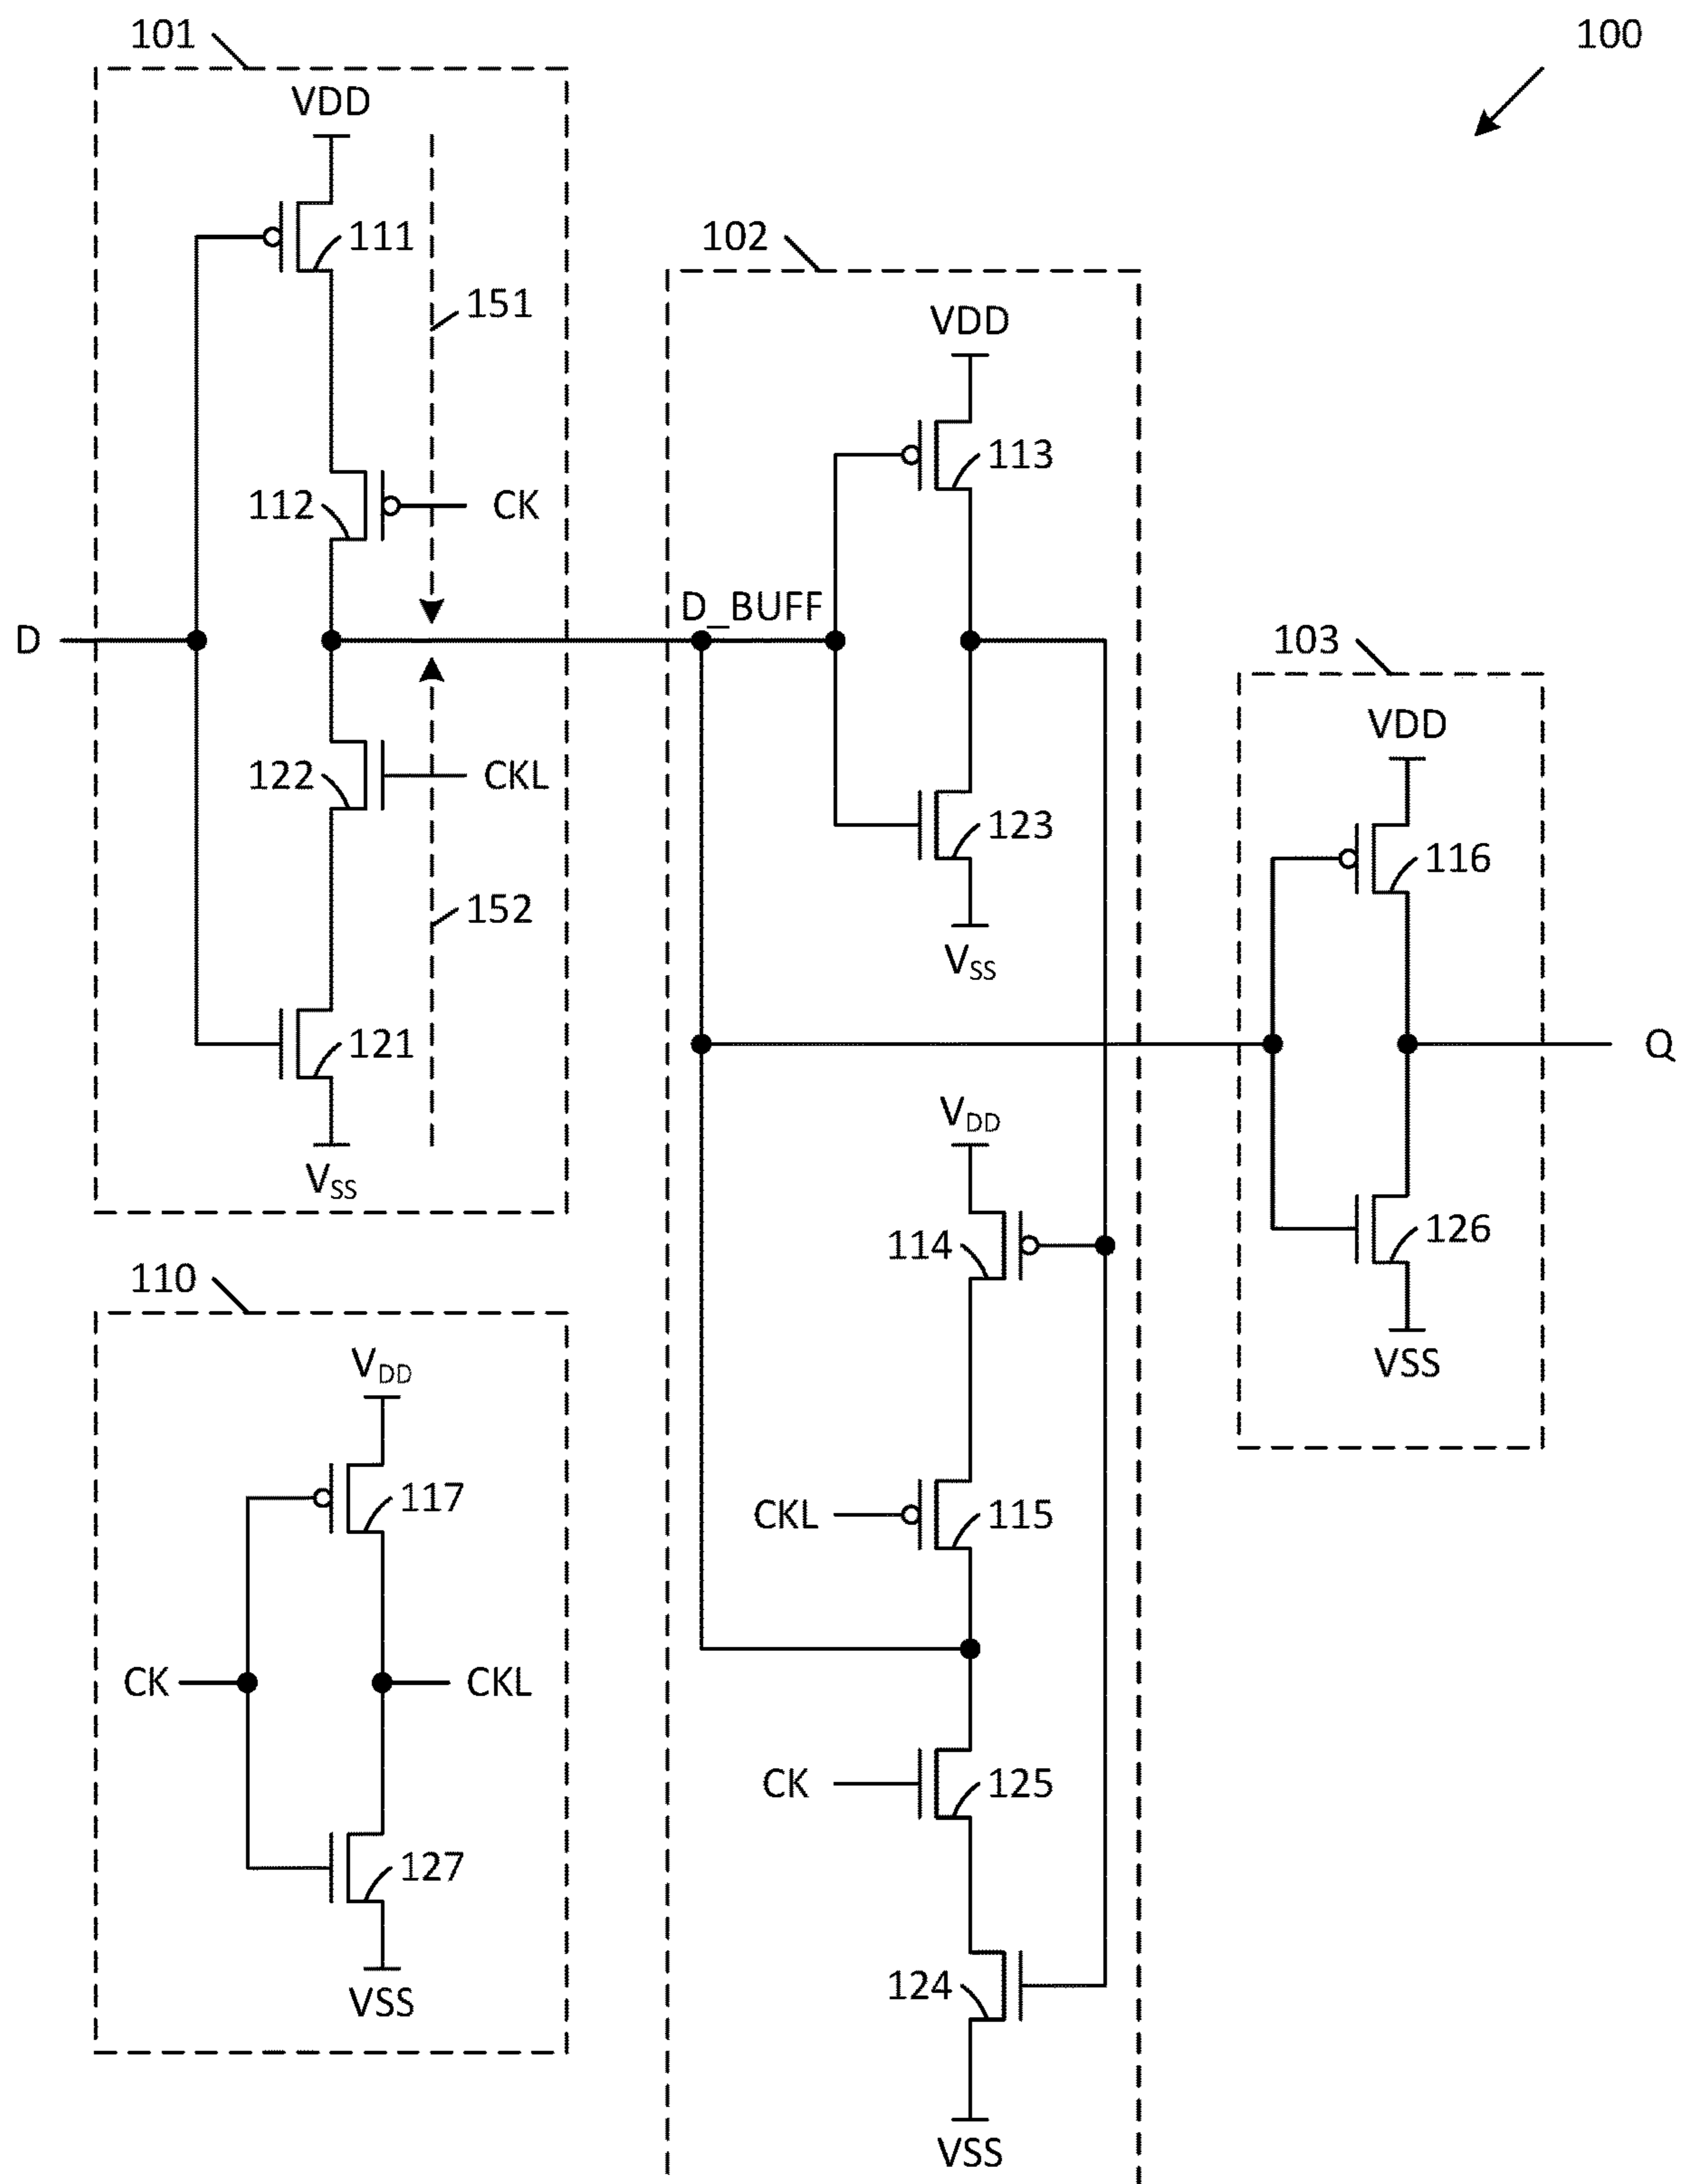 100
101
VDD
111
151
112
CK
D
122
CKL
152
121
VSS
102
VDD
113
D_BUFF
123
VSS
VDD
114
CKL
115
CK
125
124
VSS
103
VDD
116
Q
126
VSS
110
VDD
117
CK
CKL
127
VSS